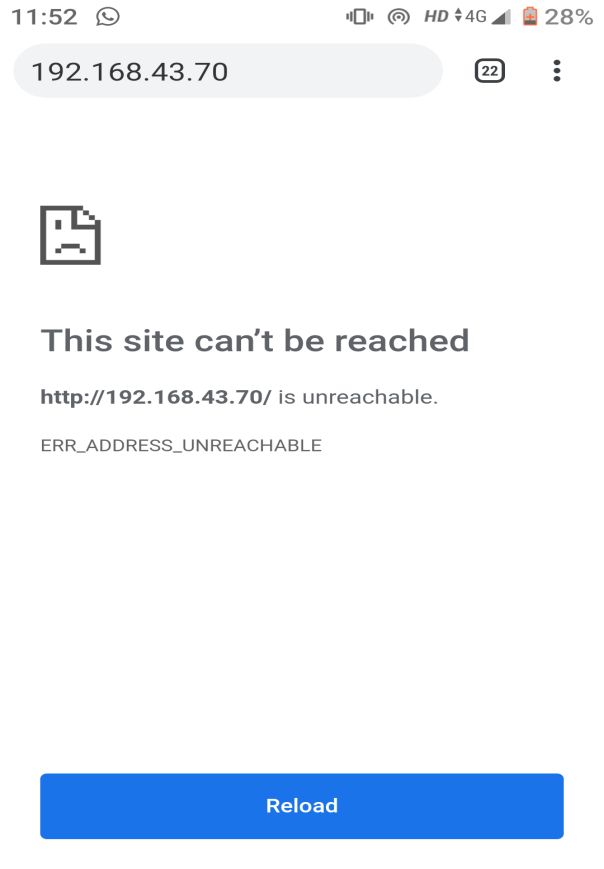 11:52 HD 4G 28%
192.168.43.70 22
This site can't be reached
http://192.168.43.70/ is unreachable.
ERR_ADDRESS_UNREACHABLE
Reload